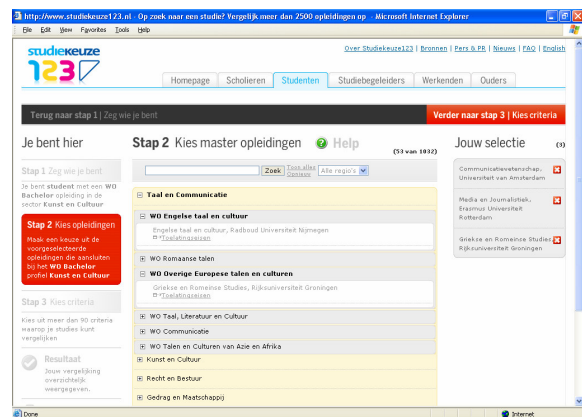 http://www.studiekeuze123.nl - Op zoek naar een studie? Vergelijk meer dan 2500 opleidingen op - Microsoft Internet Explorer
File Edit View Favorites Tools Help
studiekeuze
123
Over Studiekeuze123 | Bronnen | Pers & PR | Nieuws | FAQ | English
Homepage Scholieren Studenten Studiebegeleiders Werkenden Ouders
Terug naar stap 1 | Zeg wie je bent
Verder naar stap 3 | Kies criteria
Je bent hier
Stap 1 Zeg wie je bent
Je bent student met een WO
Bachelor opleiding in de
sector Kunst en Cultuur
Stap 2 Kies opleidingen
Maak een keuze uit de
voorgeselecteerde
opleidingen die aansluiten
bij het WO Bachelor
profiel Kunst en Cultuur
Stap 3 Kies criteria
Kies uit meer dan 90 criteria
waarop je studies kunt
vergelijken
Resultaat
Jouw vergelijking
overzichtelijk
weergegeven.
Stap 2 Kies master opleidingen
? Help
(53 van 1032)
Zoek
Toon alles
Opnieuw
Alle regio's
Taal en Communicatie
WO Engelse taal en cultuur
Engelse taal en cultuur, Radboud Universiteit Nijmegen
Toelatingseisen
WO Romaanse talen
WO Overige Europese talen en culturen
Griekse en Romeinse Studies, Rijksuniversiteit Groningen
Toelatingseisen
WO Taal, Literatuur en Cultuur
WO Communicatie
WO Talen en Culturen van Azie en Afrika
Kunst en Cultuur
Recht en Bestuur
Gedrag en Maatschappij
Jouw selectie
(3)
Communicatiewetenschap,
Universiteit van Amsterdam
Media en Journalistiek,
Erasmus Universiteit
Rotterdam
Griekse en Romeinse Studies,
Rijksuniversiteit Groningen
Done
Internet